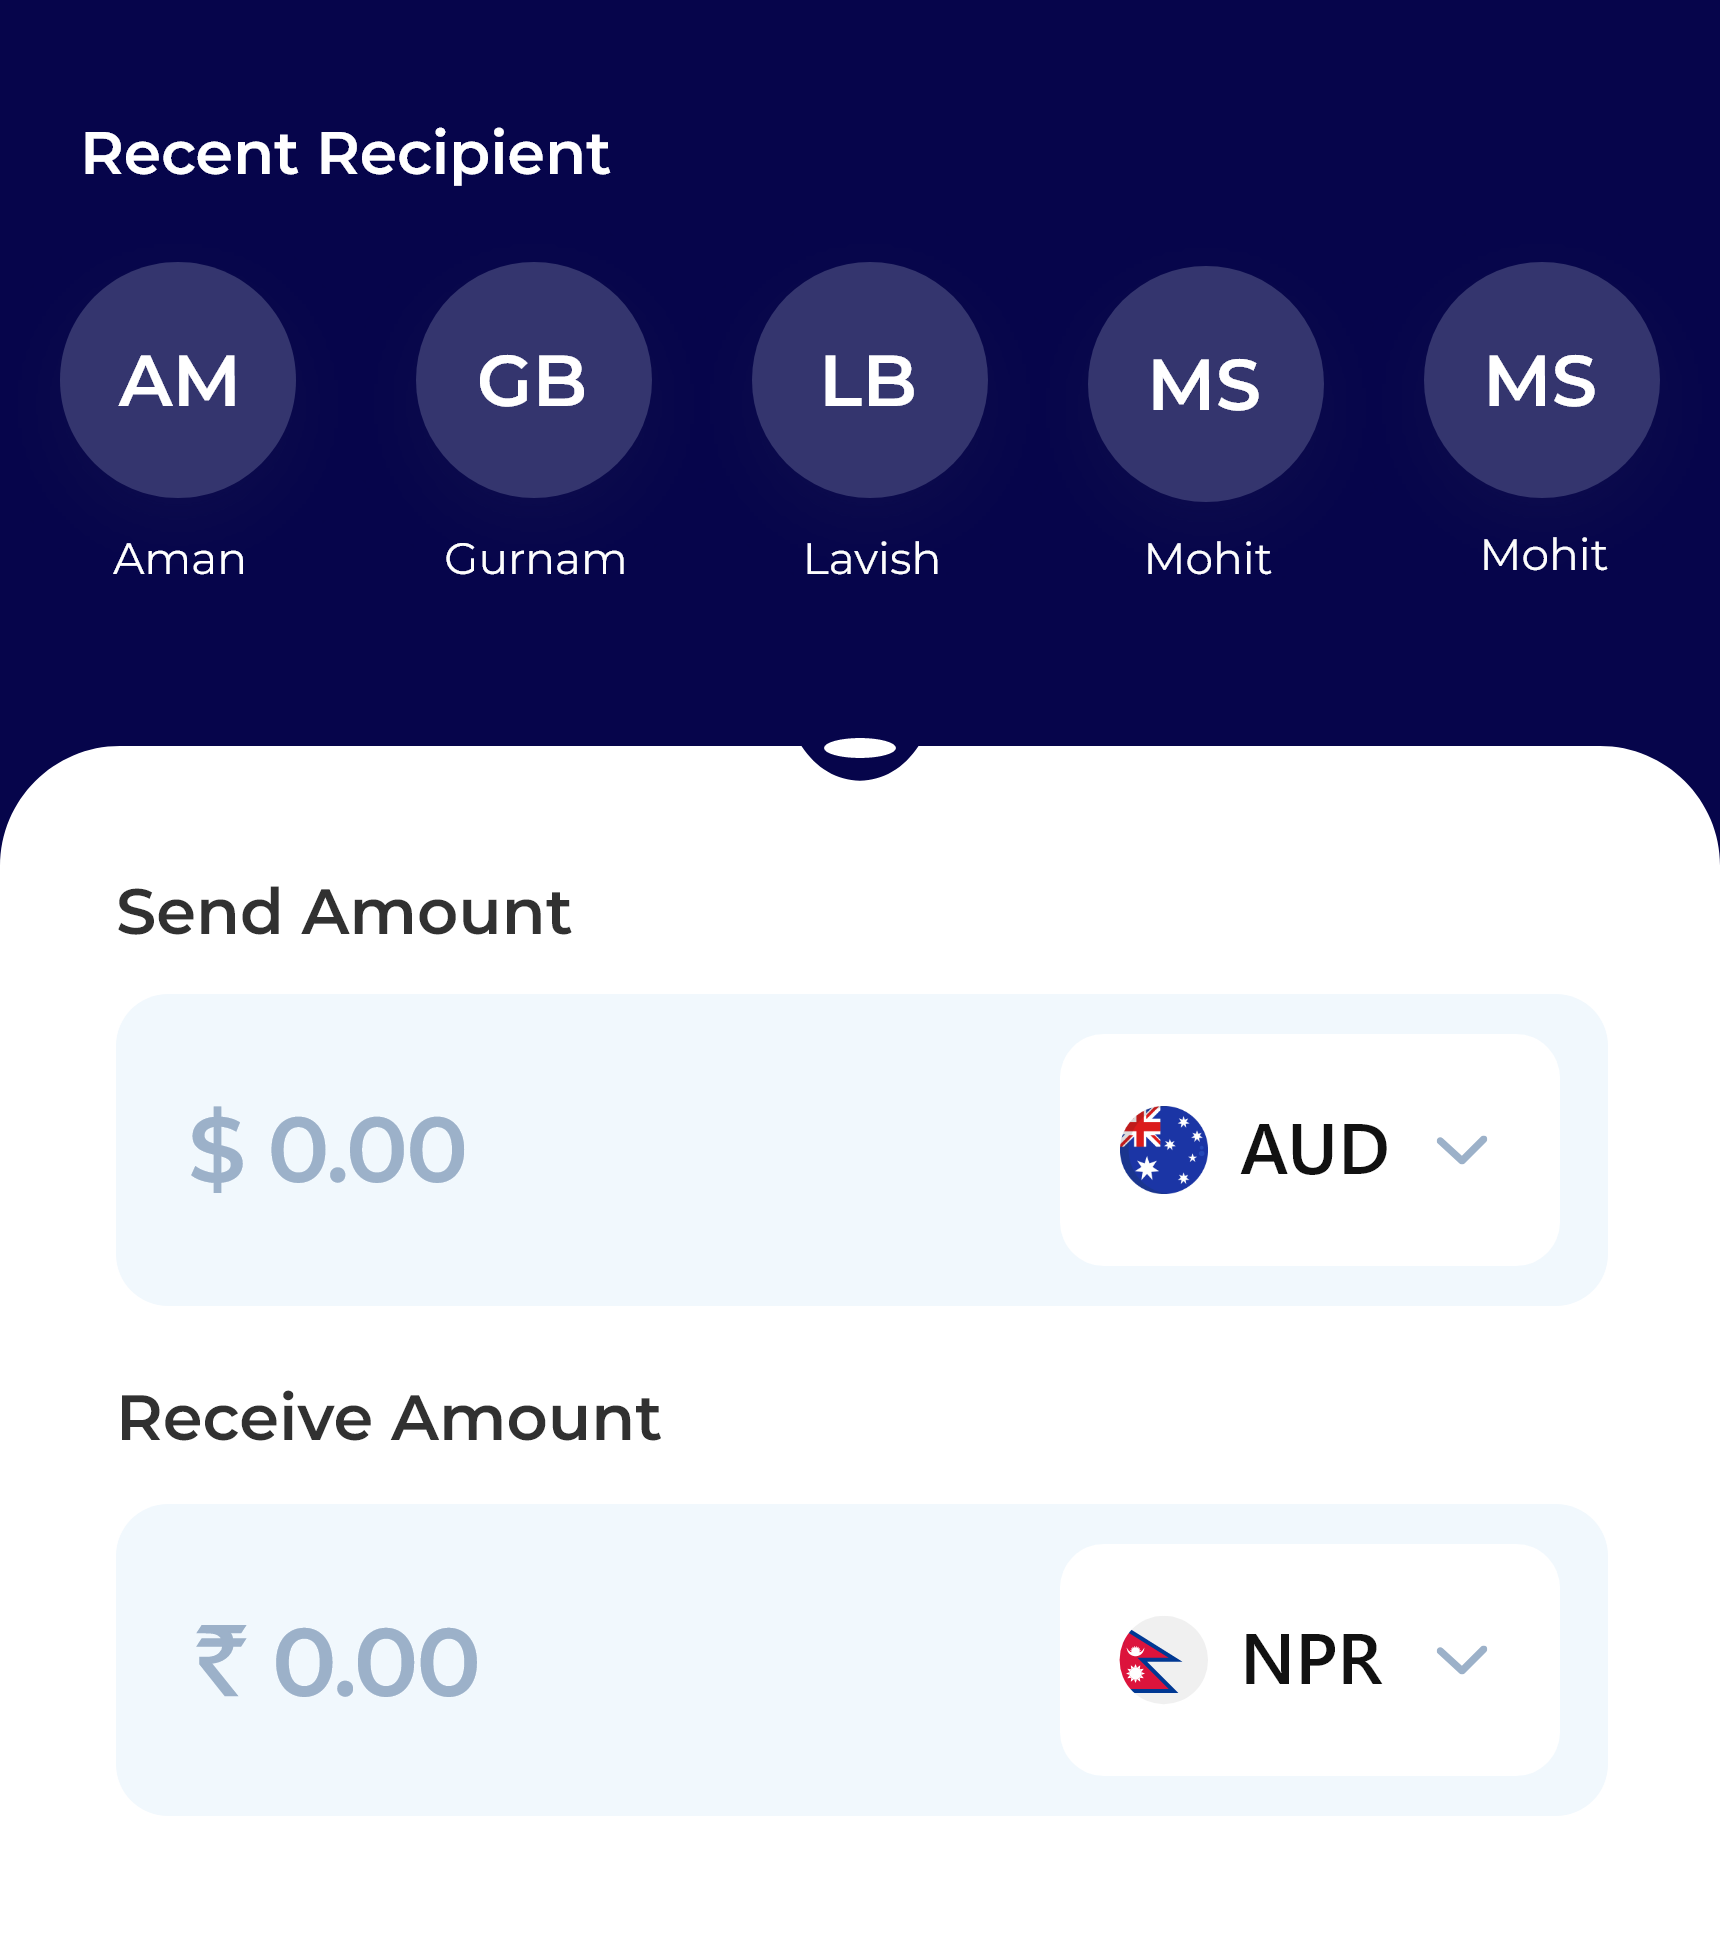 Recent Recipient
AM GB LB MS MS
Aman Gurnam Lavish Mohit Mohit
Send Amount
$ 0.00 AUD
Receive Amount
₹ 0.00 NPR